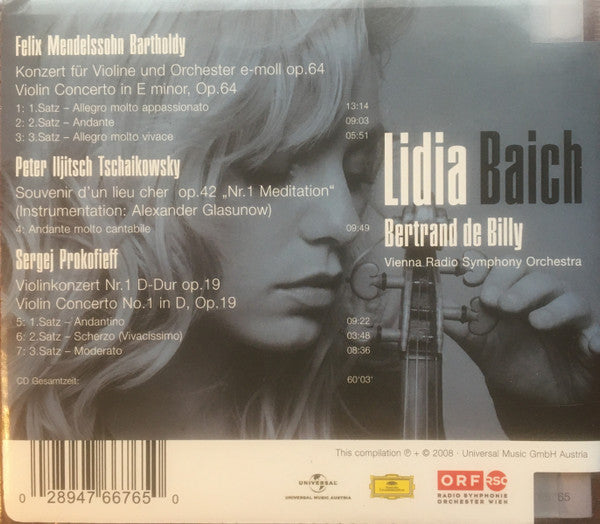 Felix Mendelssohn Bartholdy
Konzert für Violine und Orchester e-moll op.64
Violin Concerto in E minor, Op.64
1: 1.Satz – Allegro molto appassionato 13:14
2: 2.Satz – Andante 09:03
3: 3.Satz – Allegro molto vivace 05:51
Peter Iljitsch Tschaikowsky
Souvenir d'un lieu cher op.42 „Nr.1 Meditation“
(Instrumentation: Alexander Glasunow)
4: Andante molto cantabile 09:49
Sergej Prokofieff
Violinkonzert Nr.1 D-Dur op.19
Violin Concerto No.1 in D, Op.19
5: 1.Satz – Andantino 09:22
6: 2.Satz – Scherzo (Vivacissimo) 03:48
7: 3.Satz – Moderato 08:36
CD Gesamtzeit: 60'03'
Lidia Baich
Bertrand de Billy
Vienna Radio Symphony Orchestra
This compilation ℗ + © 2008 · Universal Music GmbH Austria
0 28947 66765 0
UNIVERSAL
UNIVERSAL MUSIC AUSTRIA
Deutsche Grammophon
ORF RSO
RADIO SYMPHONIE
ORCHESTER WIEN
65